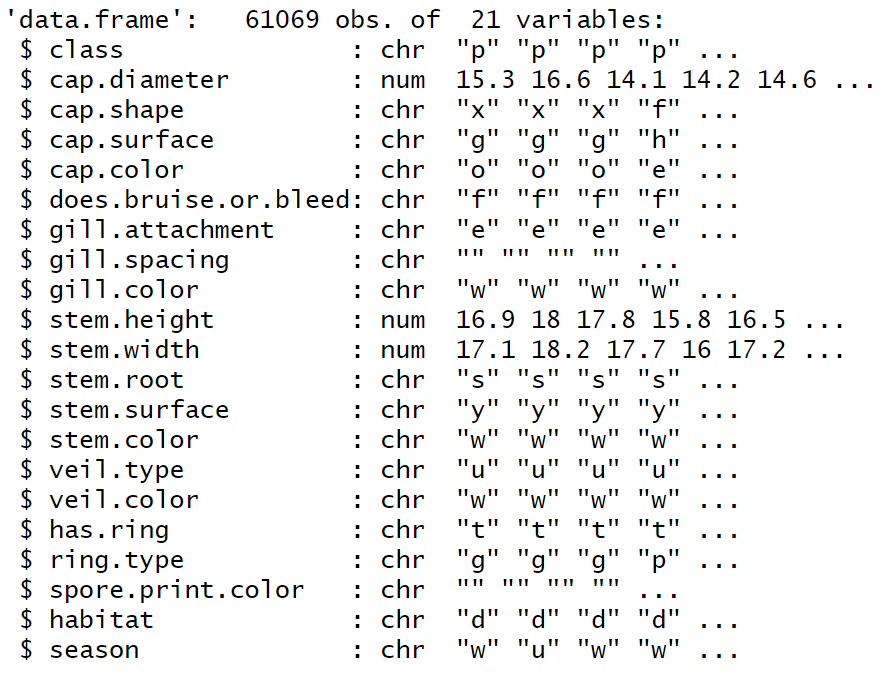 'data.frame':   61069 obs. of  21 variables:
 $ class               : chr  "p" "p" "p" "p" ...
 $ cap.diameter        : num  15.3 16.6 14.1 14.2 14.6 ...
 $ cap.shape           : chr  "x" "x" "x" "f" ...
 $ cap.surface         : chr  "g" "g" "g" "h" ...
 $ cap.color           : chr  "o" "o" "o" "e" ...
 $ does.bruise.or.bleed: chr  "f" "f" "f" "f" ...
 $ gill.attachment     : chr  "e" "e" "e" "e" ...
 $ gill.spacing        : chr  "" "" "" "" ...
 $ gill.color          : chr  "w" "w" "w" "w" ...
 $ stem.height         : num  16.9 18 17.8 15.8 16.5 ...
 $ stem.width          : num  17.1 18.2 17.7 16 17.2 ...
 $ stem.root           : chr  "s" "s" "s" "s" ...
 $ stem.surface        : chr  "y" "y" "y" "y" ...
 $ stem.color          : chr  "w" "w" "w" "w" ...
 $ veil.type           : chr  "u" "u" "u" "u" ...
 $ veil.color          : chr  "w" "w" "w" "w" ...
 $ has.ring            : chr  "t" "t" "t" "t" ...
 $ ring.type           : chr  "g" "g" "g" "p" ...
 $ spore.print.color   : chr  "" "" "" "" ...
 $ habitat             : chr  "d" "d" "d" "d" ...
 $ season              : chr  "w" "u" "w" "w" ...